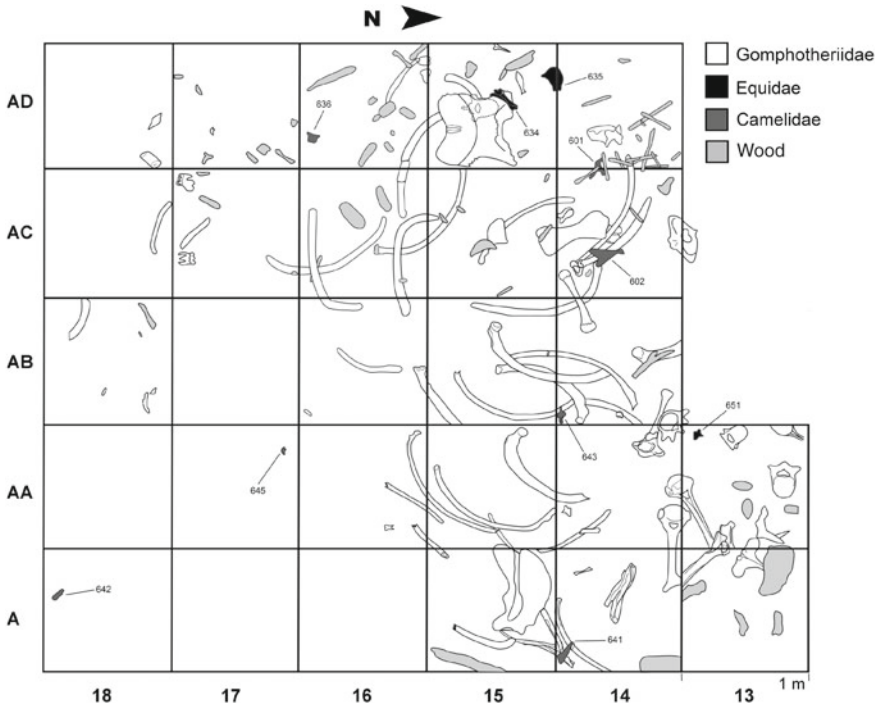 N
Gomphotheriidae
Equidae
Camelidae
Wood
AD
636
634
635
601
AC
602
AB
643
651
AA
645
A
642
641
1 m
18 17 16 15 14 13